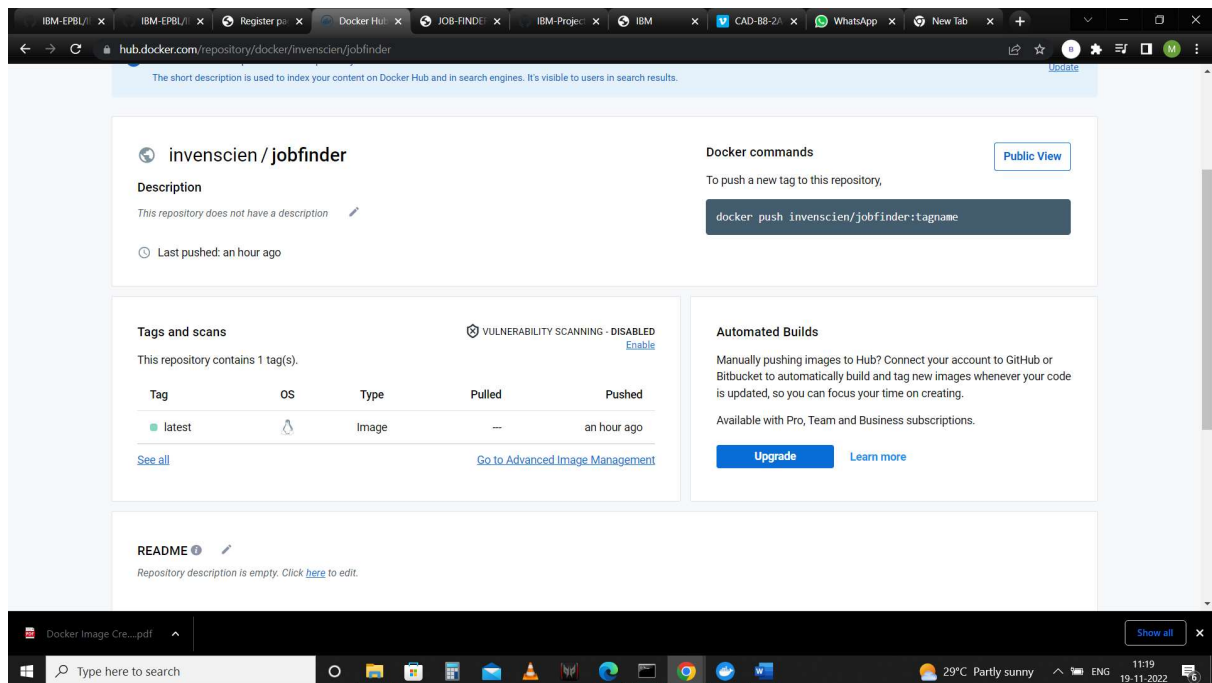 IBM-EPBL/I
IBM-EPBL/I
Register pa
Docker Hub
JOB-FINDE
IBM-Projec
IBM
CAD-B8-2A
WhatsApp
New Tab
hub.docker.com/repository/docker/invenscien/jobfinder
B
M
The short description is used to index your content on Docker Hub and in search engines. It's visible to users in search results.
Update
invenscien / jobfinder
Description
This repository does not have a description
Last pushed: an hour ago
Docker commands
Public View
To push a new tag to this repository,
docker push invenscien/jobfinder:tagname
Tags and scans
VULNERABILITY SCANNING - DISABLED
Enable
This repository contains 1 tag(s).
Tag OS Type Pulled Pushed
latest Image --- an hour ago
See all
Go to Advanced Image Management
Automated Builds
Manually pushing images to Hub? Connect your account to GitHub or
Bitbucket to automatically build and tag new images whenever your code
is updated, so you can focus your time on creating.
Available with Pro, Team and Business subscriptions.
Upgrade
Learn more
README
Repository description is empty. Click here to edit.
Docker Image Cre....pdf
Show all
Type here to search
29°C Partly sunny
ENG
11:19
19-11-2022
6